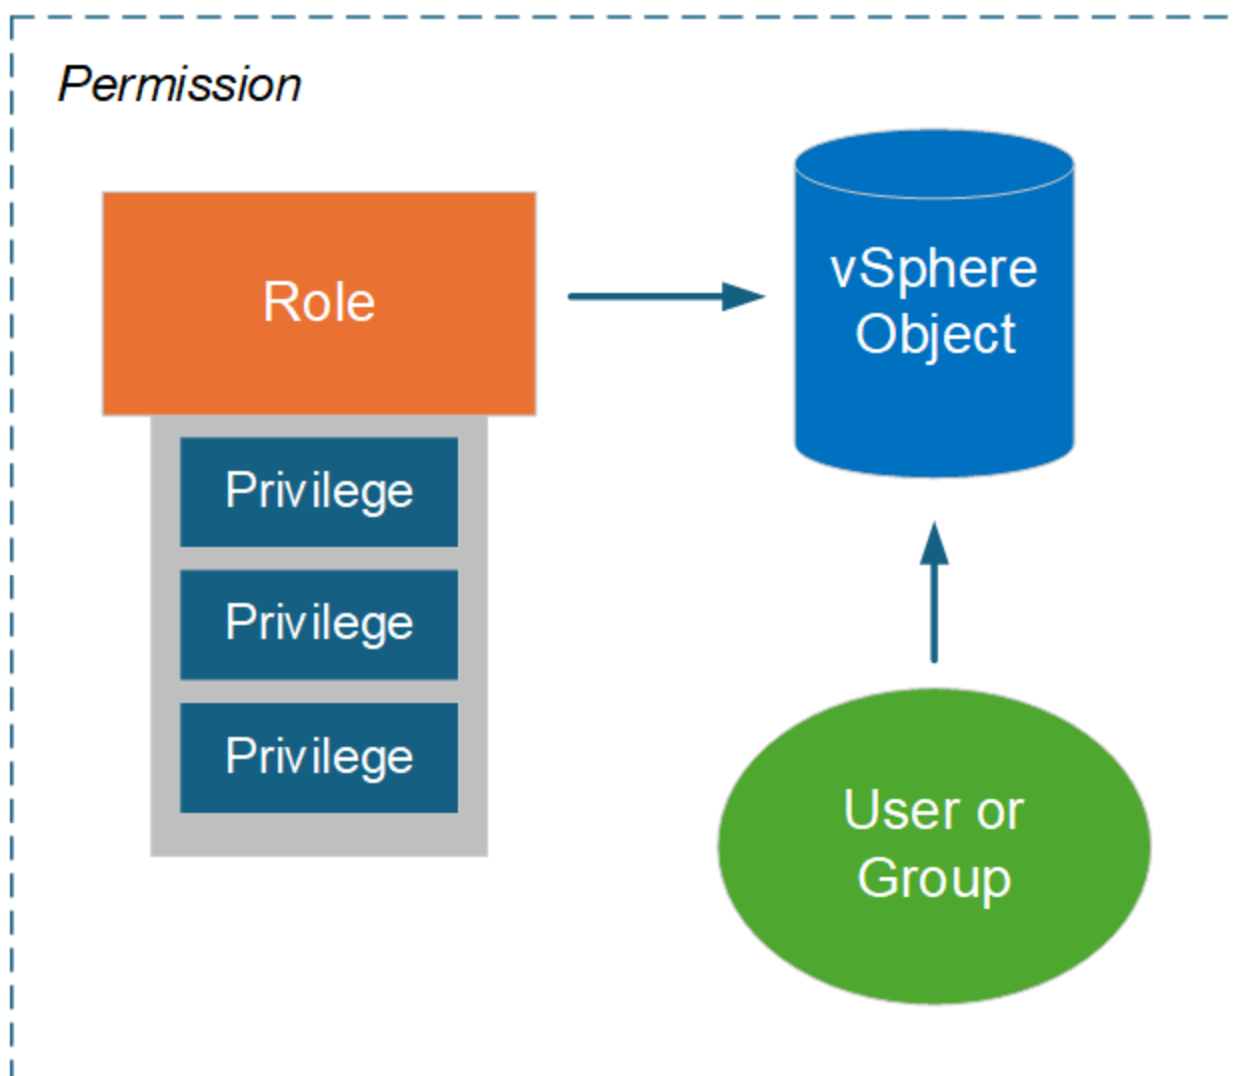 Permission
Role
vSphere
Object
Privilege
Privilege
Privilege
User or
Group